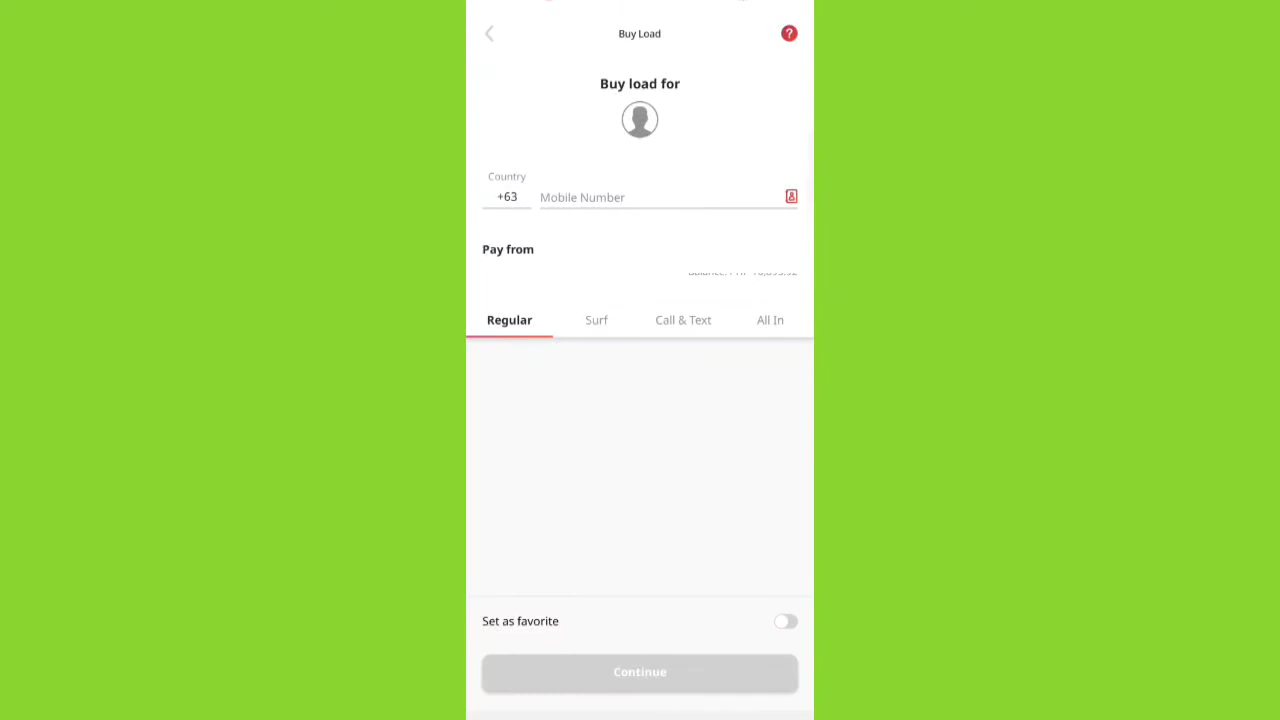 Buy Load
?
Buy load for
Country
+63 Mobile Number
Pay from
Regular Surf Call & Text All In
Set as favorite
Continue